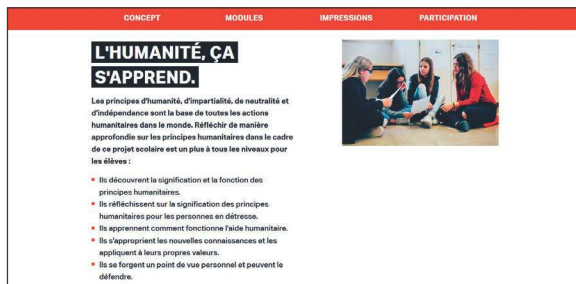 CONCEPT MODULES IMPRESSIONS PARTICIPATION
L'HUMANITÉ, ÇA
S'APPREND.
Les principes d'humanité, d'impartialité, de neutralité et
d'indépendance sont la base de toutes les actions
humanitaires dans le monde. Réfléchir de manière
approfondie sur les principes humanitaires dans le cadre
de ce projet scolaire est un plus à tous les niveaux pour
les élèves :
Ils découvrent la signification et la fonction des
principes humanitaires.
Ils réfléchissent sur la signification des principes
humanitaires pour les personnes en détresse.
Ils apprennent comment fonctionne l'aide humanitaire.
Ils s'approprient les nouvelles connaissances et les
appliquent à leurs propres valeurs.
Ils se forgent un point de vue personnel et peuvent le
défendre.